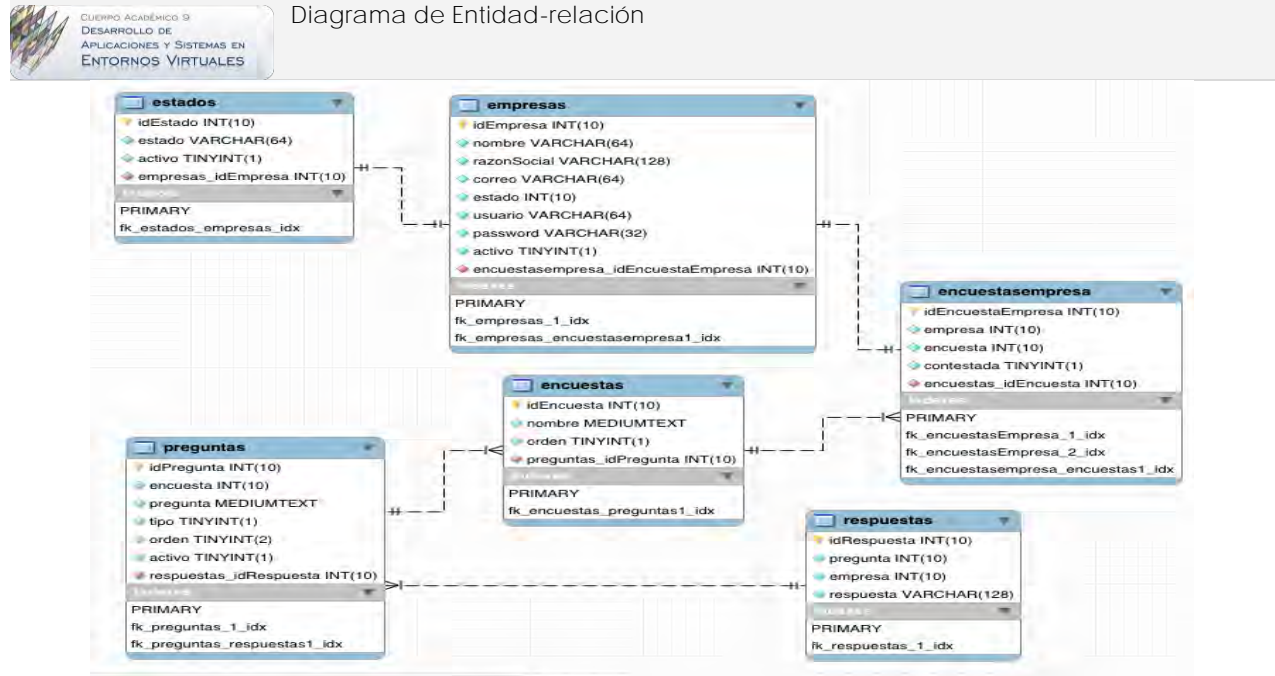 CUERPO ACADÉMICO 9
DESARROLLO DE
APLICACIONES Y SISTEMAS EN
ENTORNOS VIRTUALES
Diagrama de Entidad-relación
estados
idEstado INT(10)
estado VARCHAR(64)
activo TINYINT(1)
empresas_idEmpresa INT(10)
Indexes
PRIMARY
fk_estados_empresas_idx
empresas
idEmpresa INT(10)
nombre VARCHAR(64)
razonSocial VARCHAR(128)
correo VARCHAR(64)
estado INT(10)
usuario VARCHAR(64)
password VARCHAR(32)
activo TINYINT(1)
encuestasempresa_idEncuestaEmpresa INT(10)
Indexes
PRIMARY
fk_empresas_1_idx
fk_empresas_encuestasempresa1_idx
encuestasempresa
idEncuestaEmpresa INT(10)
empresa INT(10)
encuesta INT(10)
contestada TINYINT(1)
encuestas_idEncuesta INT(10)
Indexes
PRIMARY
fk_encuestasEmpresa_1_idx
fk_encuestasEmpresa_2_idx
fk_encuestasempresa_encuestas1_idx
encuestas
idEncuesta INT(10)
nombre MEDIUMTEXT
orden TINYINT(1)
preguntas_idPregunta INT(10)
Indexes
PRIMARY
fk_encuestas_preguntas1_idx
preguntas
idPregunta INT(10)
encuesta INT(10)
pregunta MEDIUMTEXT
tipo TINYINT(1)
orden TINYINT(2)
activo TINYINT(1)
respuestas_idRespuesta INT(10)
Indexes
PRIMARY
fk_preguntas_1_idx
fk_preguntas_respuestas1_idx
respuestas
idRespuesta INT(10)
pregunta INT(10)
empresa INT(10)
respuesta VARCHAR(128)
Indexes
PRIMARY
fk_respuestas_1_idx